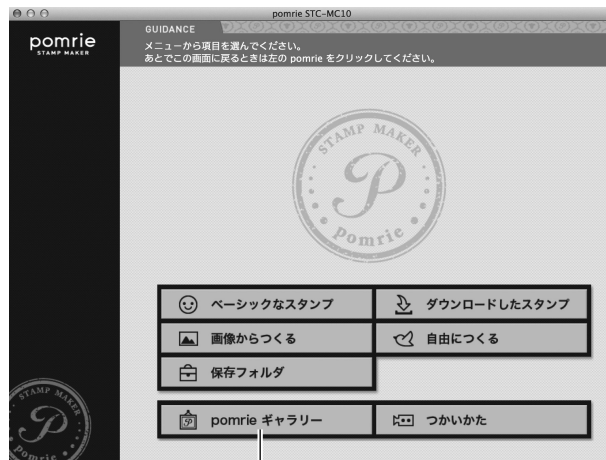 pomrie STC-MC10
pomrie
STAMP MAKER
GUIDANCE
メニューから項目を選んでください。
あとでこの画面に戻るときは左の pomrie をクリックしてください。
STAMP MAKER
P
pomrie
ベーシックなスタンプ
ダウンロードしたスタンプ
画像からつくる
自由につくる
保存フォルダ
P
pomrie ギャラリー
つかいかた
STAMP MAKER
P
pomrie